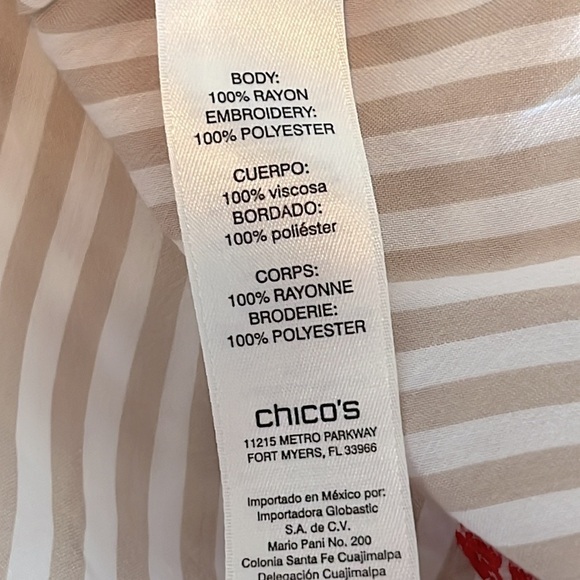 BODY:
100% RAYON
EMBROIDERY:
100% POLYESTER
CUERPO:
100% viscosa
BORDADO:
100% poliéster
CORPS:
100% RAYONNE
BRODERIE:
100% POLYESTER
chico's
11215 METRO PARKWAY
FORT MYERS, FL 33966
Importado en México por:
Importadora Globastic
S.A. de C.V.
Mario Pani No. 200
Colonia Santa Fe Cuajimalpa
Delegación Cuajimalpa